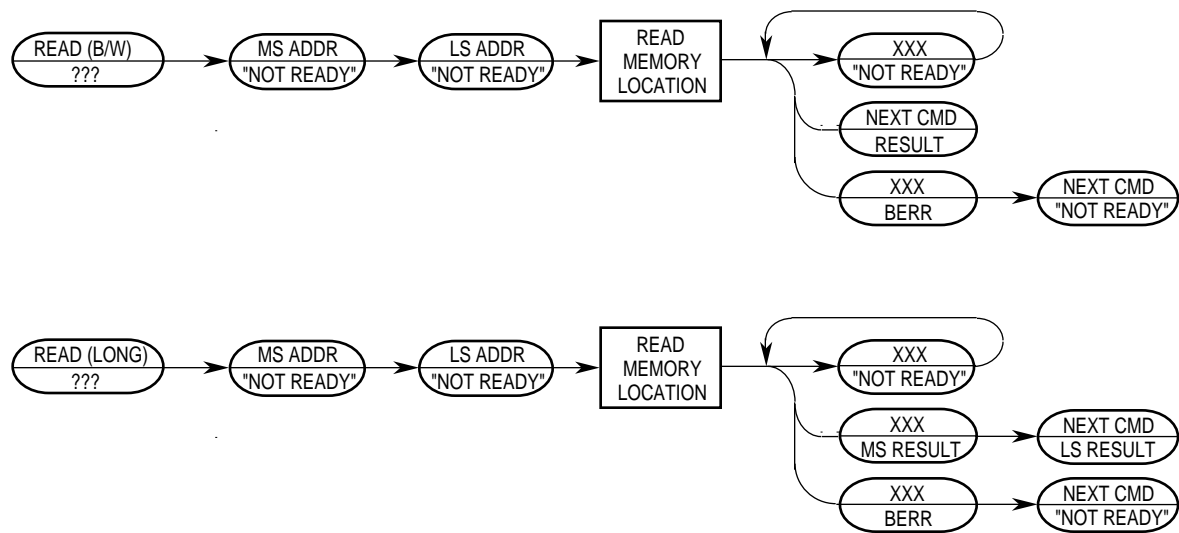 READ (B/W)
???
MS ADDR
"NOT READY"
LS ADDR
"NOT READY"
READ
MEMORY
LOCATION
XXX
"NOT READY"
NEXT CMD
RESULT
XXX
BERR
NEXT CMD
"NOT READY"
READ (LONG)
???
MS ADDR
"NOT READY"
LS ADDR
"NOT READY"
READ
MEMORY
LOCATION
XXX
"NOT READY"
XXX
MS RESULT
NEXT CMD
LS RESULT
XXX
BERR
NEXT CMD
"NOT READY"